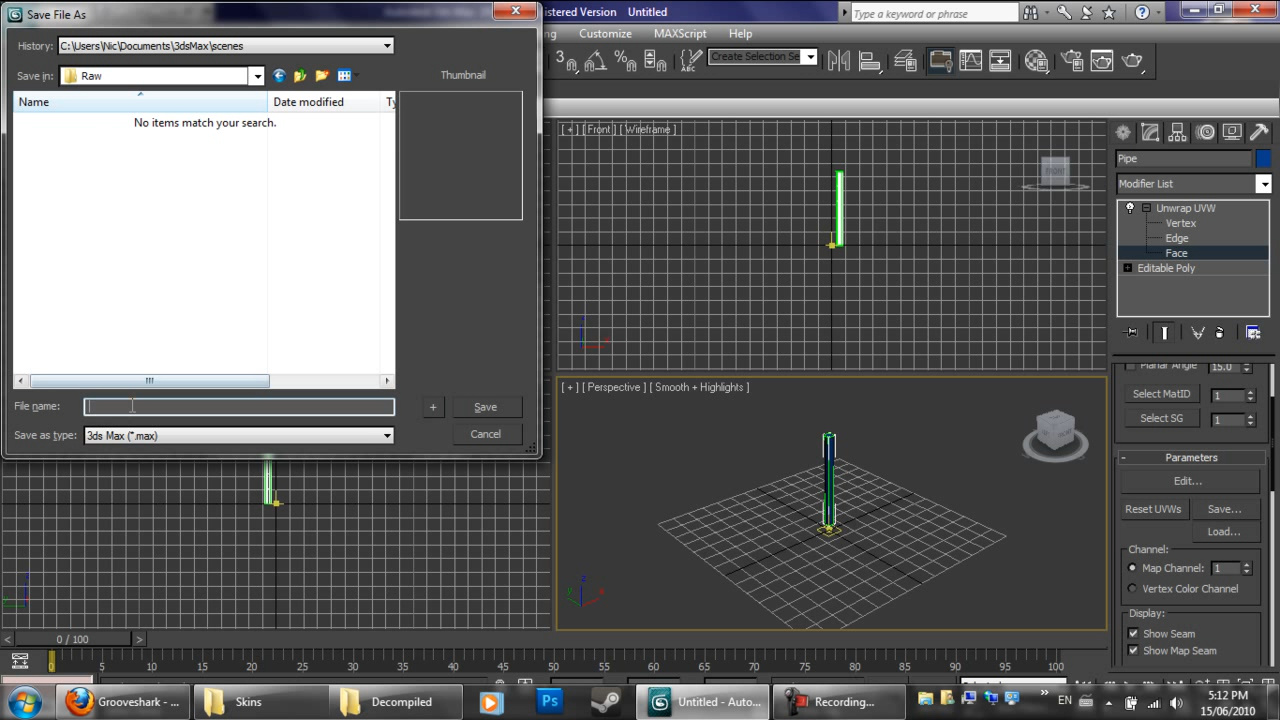 Save File As
istered Version    Untitled
Type a keyword or phrase
History: C:\Users\Nic\Documents\3dsMax\scenes
ng Customize MAXScript Help
Save in: Raw
Thumbnail
Create Selection Se
3 % ABC
Name Date modified Ty
No items match your search.
[ + ] [ Front ] [ Wireframe ]
FRONT
Pipe
Modifier List
Unwrap UVW
Vertex
Edge
Face
Editable Poly
Planar Angle 15.0
Select MatID 1
Select SG 1
[ + ] [ Perspective ] [ Smooth + Highlights ]
File name: + Save
Save as type: 3ds Max (*.max) Cancel
- Parameters
Edit...
Reset UVWs Save...
Load...
Channel:
Map Channel: 1
Vertex Color Channel
Display:
Show Seam
Show Map Seam
z
x
y
< 0 / 100 >
0 5 10 15 20 25 30 35 40 45 50 55 60 65 70 75 80 85 90 95 100
Grooveshark - ... Skins Decompiled Ps Untitled - Auto... Recording... EN
5:12 PM
15/06/2010